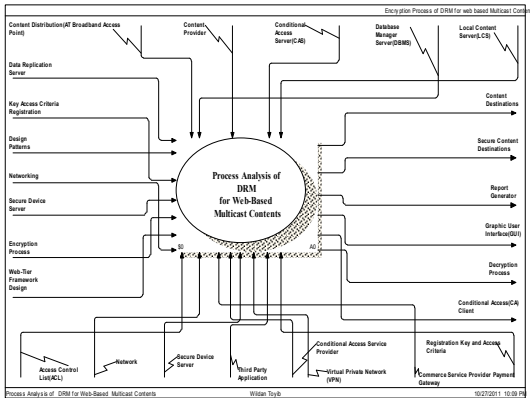 Encryption Process of DRM for web based Multicast Conten
Content Distribution(AT Broadband Access
Point)
Content
Provider
Conditional
Access
Server(CAS)
Database
Manager
Server(DBMS)
Local Content
Server(LCS)
Data Replication
Server
Key Access Criteria
Registration
Design
Patterns
Networking
Secure Device
Server
Encryption
Process
Web-Tier
Framework
Design
Process Analysis of
DRM
for Web-Based
Multicast Contents
$0
A0
Content
Destinations
Secure Content
Destinations
Report
Generator
Graphic User
Interface(GUI)
Decryption
Process
Conditional Access(CA)
Client
Access Control
List(ACL)
Network
Secure Device
Server
Third Party
Application
Conditional Access Service
Provider
Virtual Private Network
(VPN)
Registration Key and Access
Criteria
Commerce Service Provider Payment
Gateway
Process Analysis of DRM for Web-Based Multicast Contents
Wildan Toyib
10/27/2011 10:09 PM